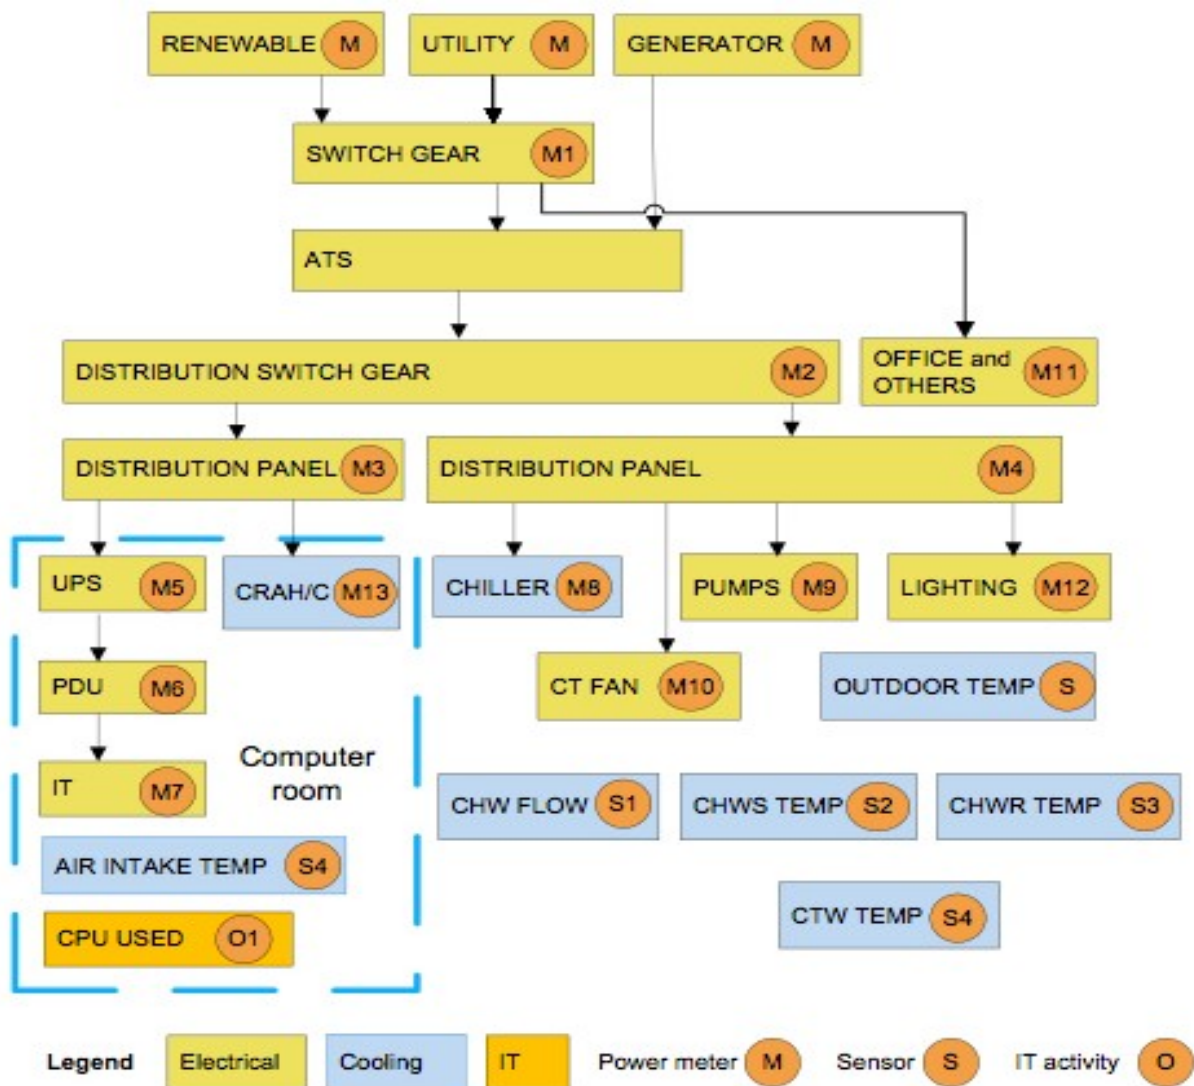 RENEWABLE M UTILITY M GENERATOR M
SWITCH GEAR M1
ATS
DISTRIBUTION SWITCH GEAR M2
OFFICE and
OTHERS M11
DISTRIBUTION PANEL M3
DISTRIBUTION PANEL M4
UPS M5
CRAH/C M13
CHILLER M8
PUMPS M9
LIGHTING M12
PDU M6
CT FAN M10
OUTDOOR TEMP S
Computer
room
IT M7
CHW FLOW S1
CHWS TEMP S2
CHWR TEMP S3
AIR INTAKE TEMP S4
CTW TEMP S4
CPU USED O1
Legend Electrical Cooling IT Power meter M Sensor S IT activity O